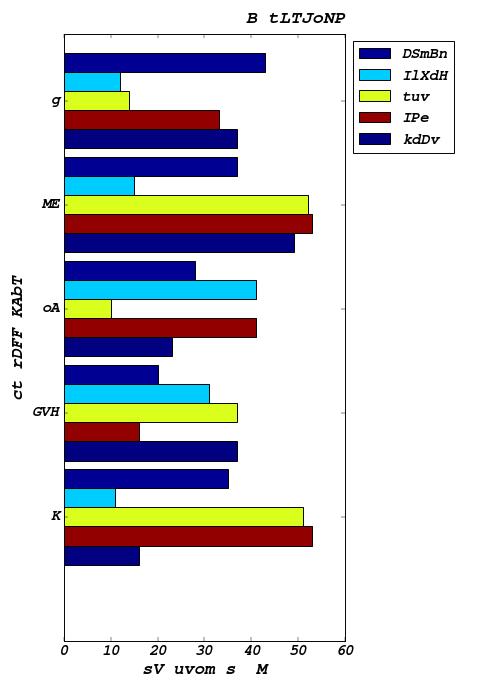 B tLTJoNP
DSmBn
IlXdH
tuv
IPe
kdDv
g
ME
oA
GVH
K
ct rDFF KAbT
0 10 20 30 40 50 60
sV uvom s M